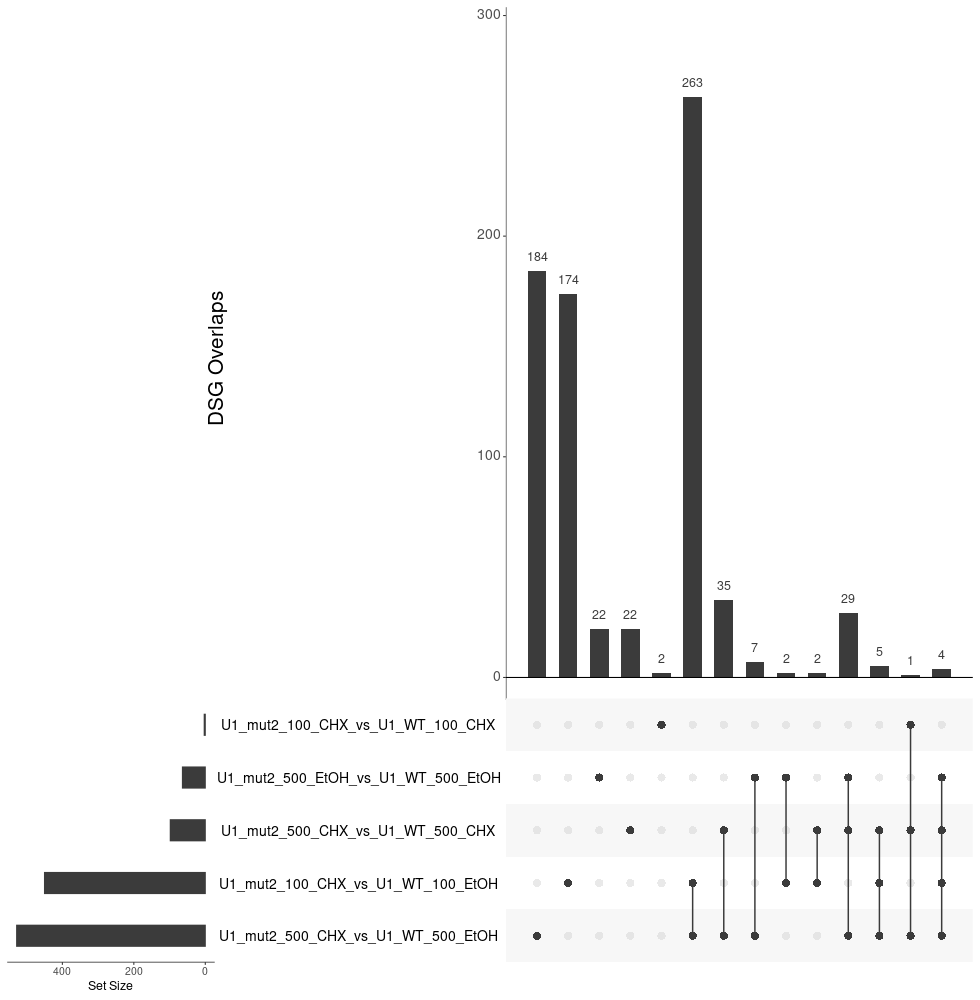 300
263
200
184
174
DSG Overlaps
100
35
29
22 22
7
5
4
2
2 2
1
0
U1_mut2_100_CHX_vs_U1_WT_100_CHX
U1_mut2_500_EtOH_vs_U1_WT_500_EtOH
U1_mut2_500_CHX_vs_U1_WT_500_CHX
U1_mut2_100_CHX_vs_U1_WT_100_EtOH
U1_mut2_500_CHX_vs_U1_WT_500_EtOH
400 200 0
Set Size